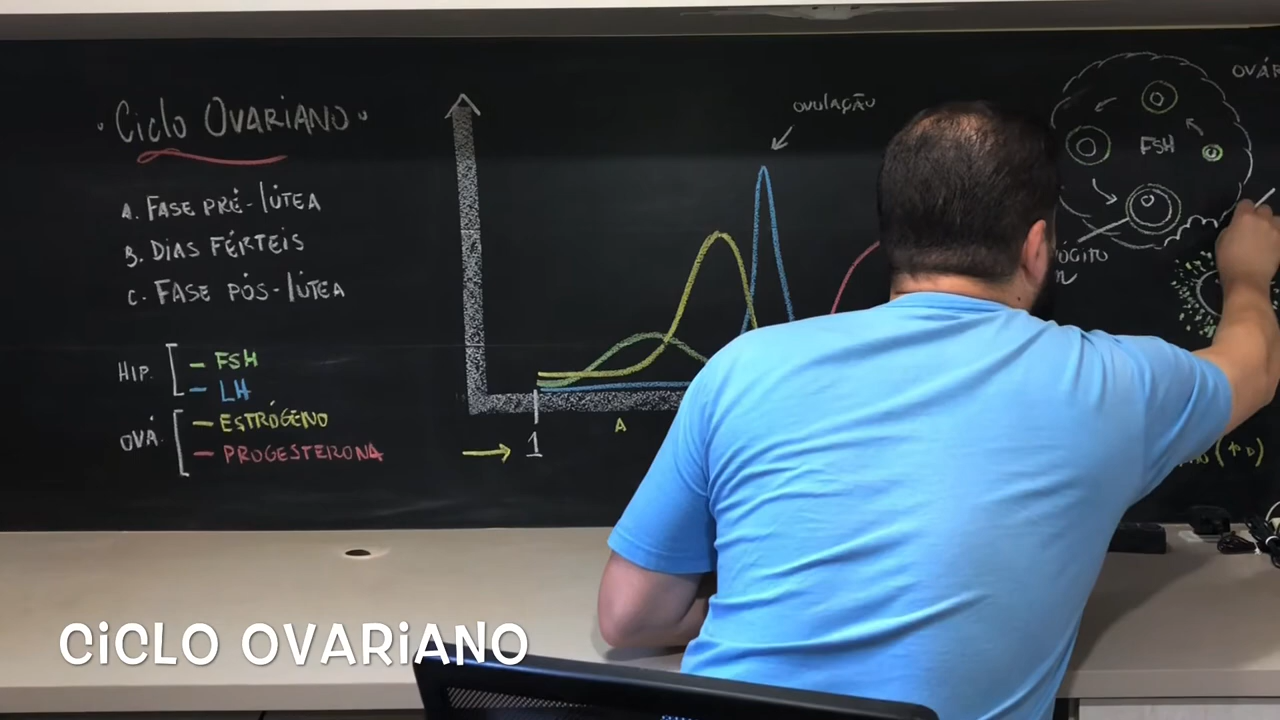 Ciclo OVARIANO
A. FASE PRÉ-LÚTEA
B. DIAS FÉRTEIS
C. FASE PÓS-LÚTEA
HIP.
- FSH
- LH
OVÁ.
- ESTRÓGENO
- PROGESTERONA
1
A
OVULAÇÃO
FSH
CICLO OVARIANO